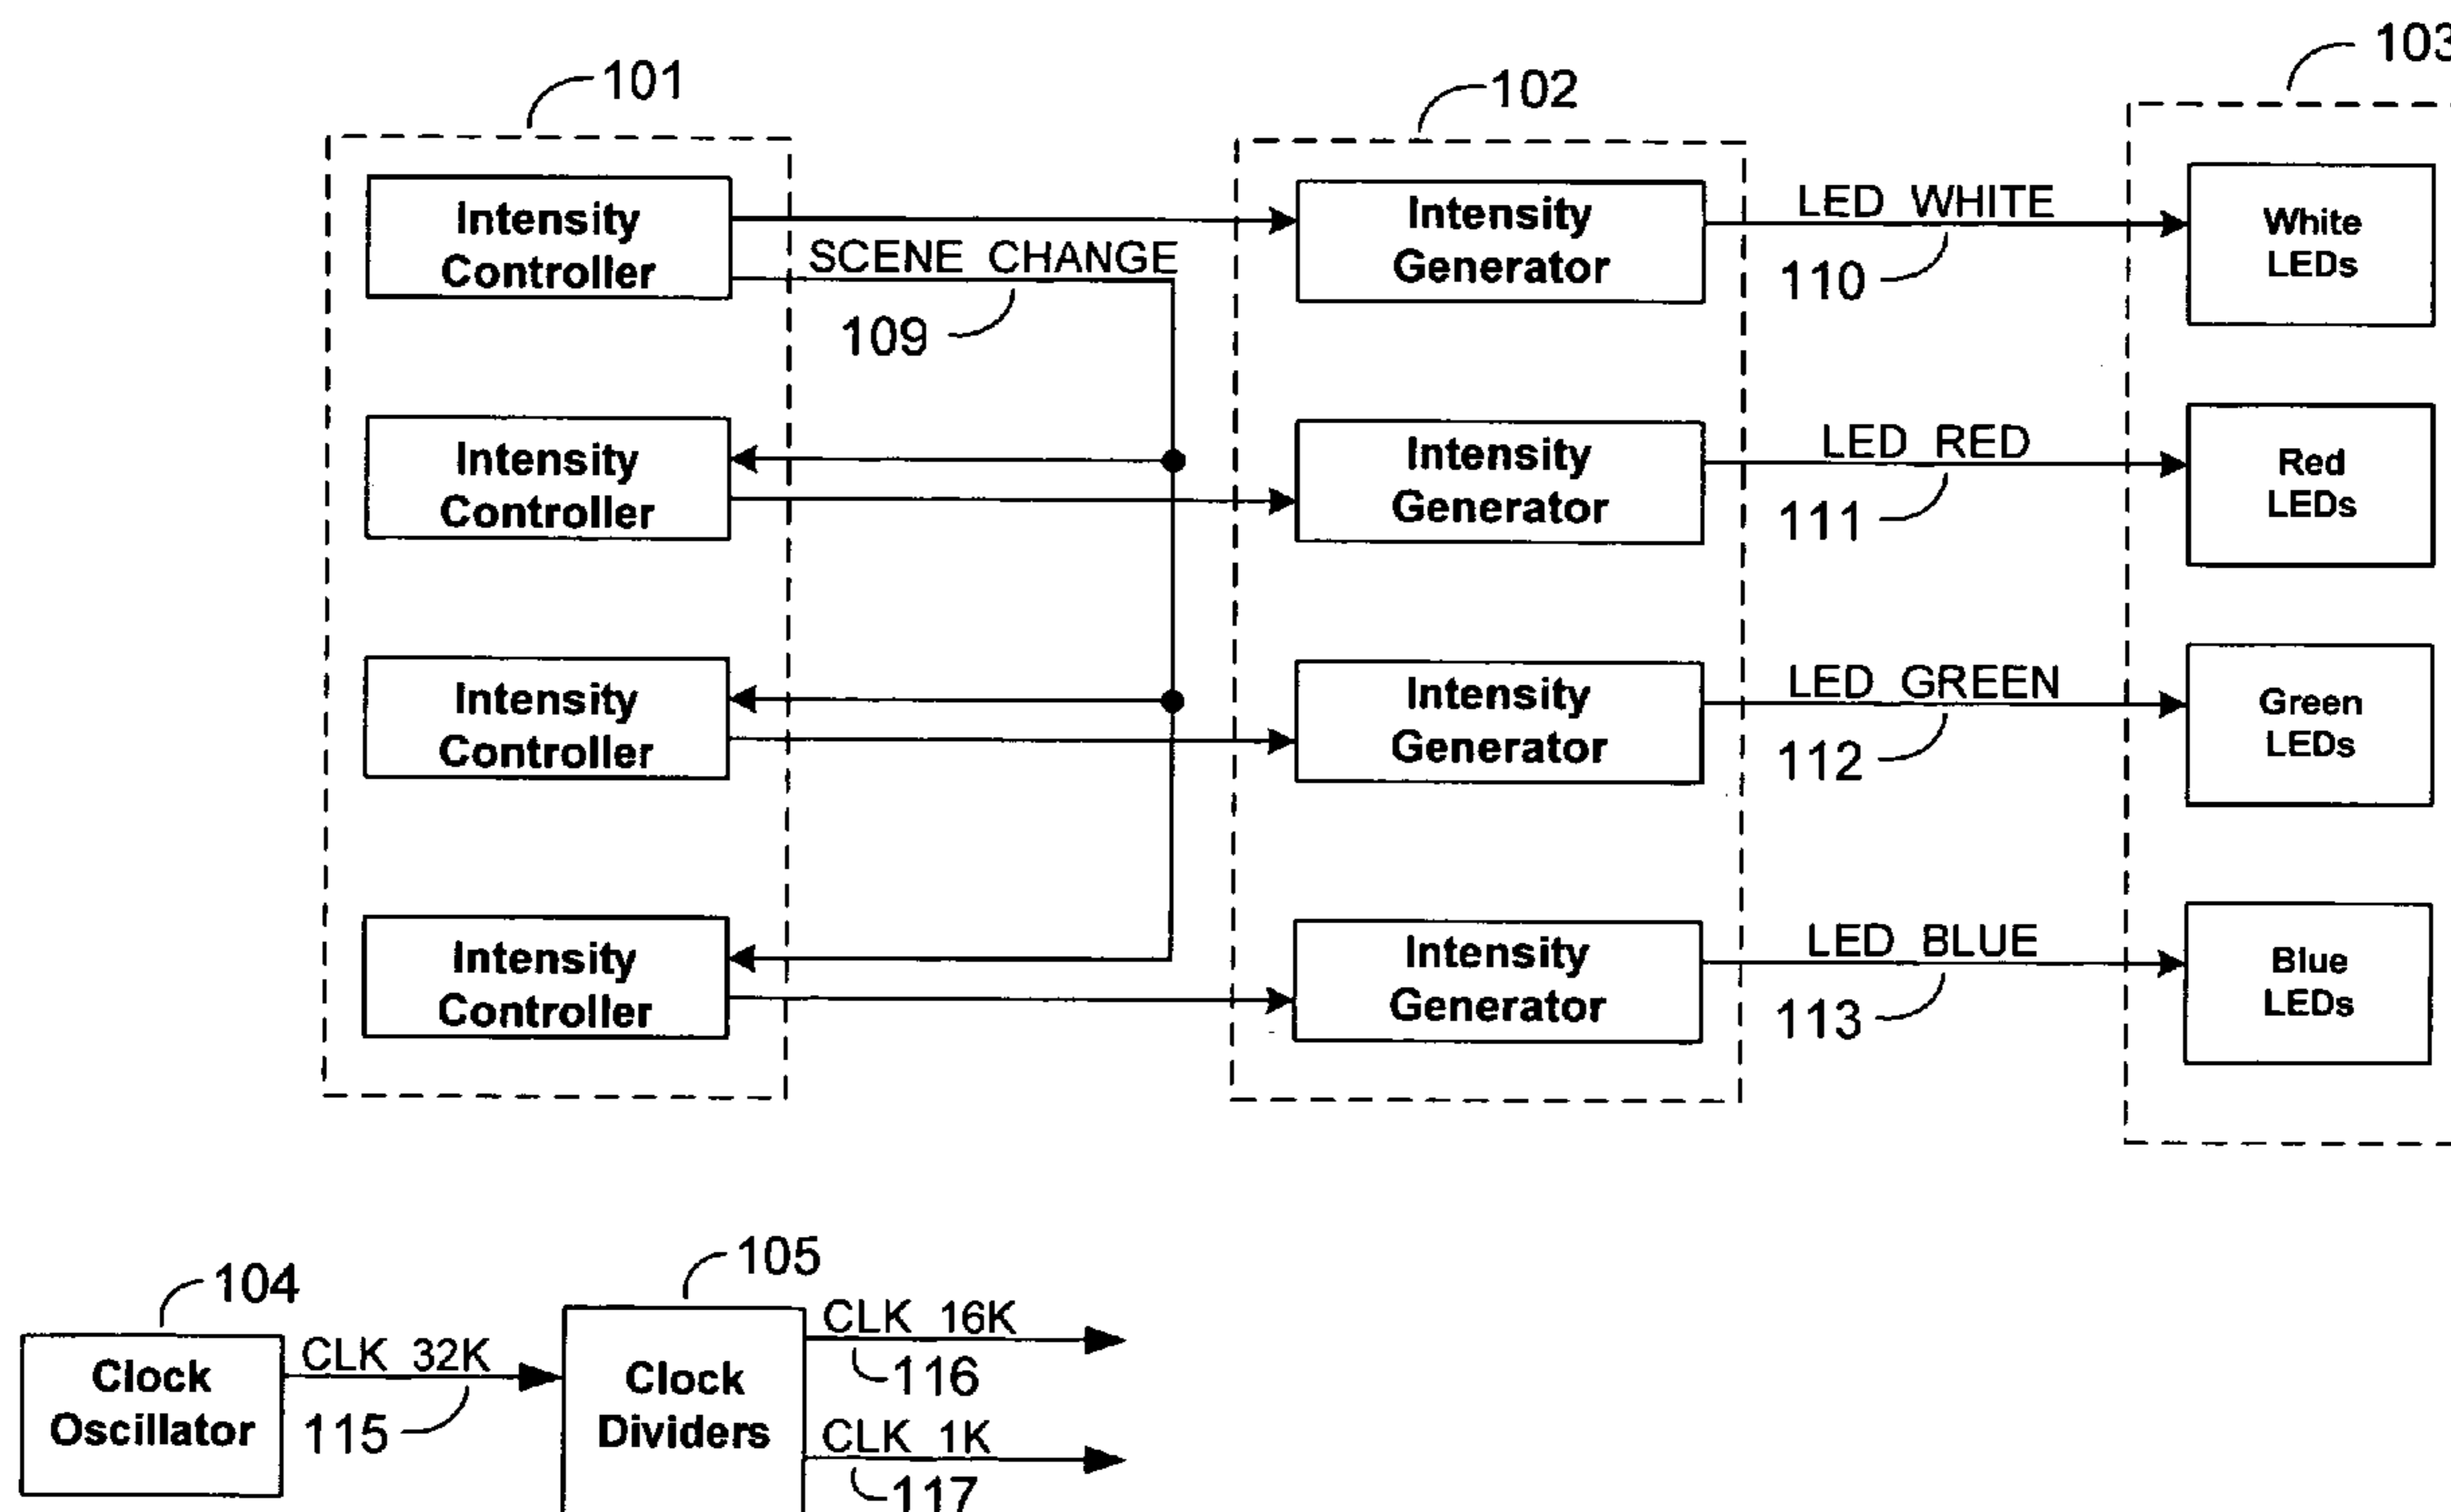 101
102
103
Intensity
Controller
SCENE CHANGE
109
Intensity
Generator
LED WHITE
110
White
LEDs
Intensity
Controller
Intensity
Generator
LED RED
111
Red
LEDs
Intensity
Controller
Intensity
Generator
LED GREEN
112
Green
LEDs
Intensity
Controller
Intensity
Generator
LED BLUE
113
Blue
LEDs
104
Clock
Oscillator
CLK 32K
115
105
Clock
Dividers
CLK 16K
116
CLK 1K
117